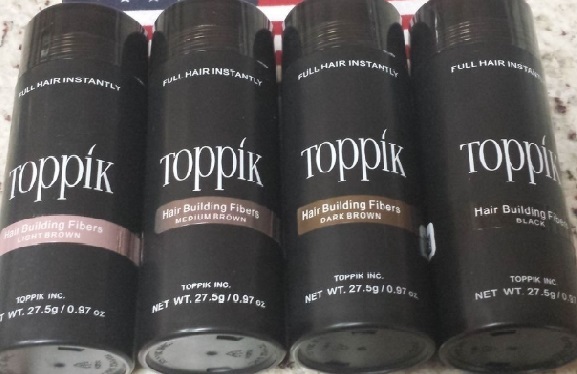 FULL HAIR INSTANTLY
Toppik
Hair Building Fibers
LIGHT BROWN
TOPPIK INC.
NET WT. 27.5g/0.97 oz
FULL HAIR INSTANTLY
Toppik
Hair Building Fibers
MEDIUM BROWN
TOPPIK INC.
NET WT. 27.5g/0.97 oz
FULL HAIR INSTANTLY
Toppik
Hair Building Fibers
DARK BROWN
TOPPIK INC.
NET WT. 27.5g/0.97 oz
FULL HAIR INSTANTLY
Toppik
Hair Building Fibers
BLACK
TOPPIK INC.
NET WT. 27.5g/0.97